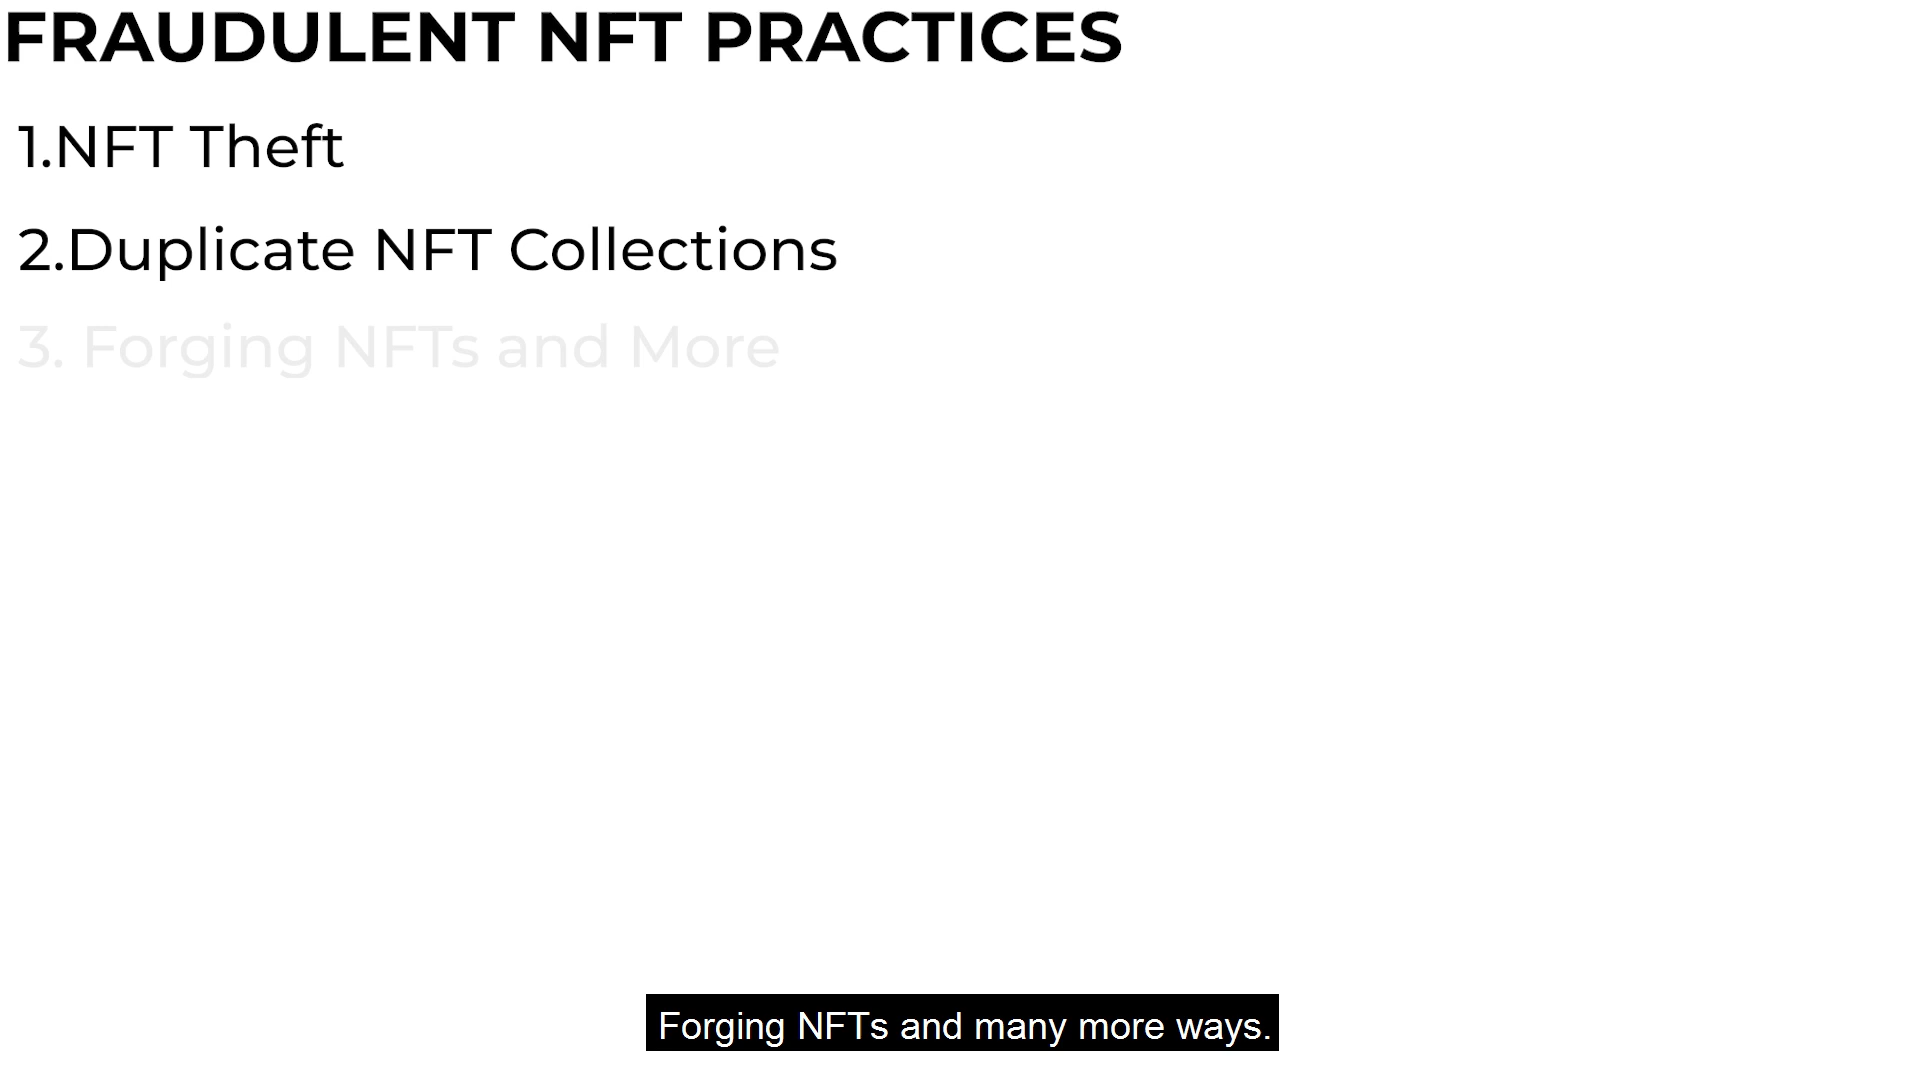 FRAUDULENT NFT PRACTICES
1.NFT Theft
2.Duplicate NFT Collections
3. Forging NFTs and More
Forging NFTs and many more ways.